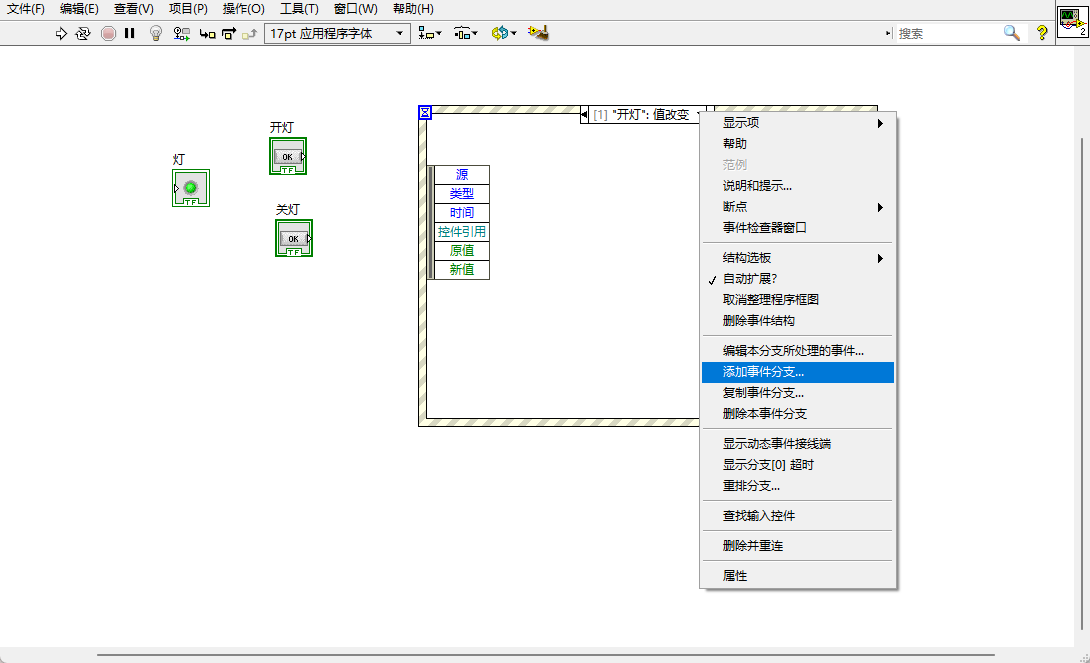 文件(F) 编辑(E) 查看(V) 项目(P) 操作(O) 工具(T) 窗口(W) 帮助(H)
17pt 应用程序字体
搜索
?
2
[1] "开灯": 值改变
开灯
OK
TF
灯
TF
关灯
OK
TF
源
类型
时间
控件引用
原值
新值
显示项
帮助
范例
说明和提示...
断点
事件检查器窗口
结构选板
自动扩展?
取消整理程序框图
删除事件结构
编辑本分支所处理的事件...
添加事件分支...
复制事件分支...
删除本事件分支
显示动态事件接线端
显示分支[0] 超时
重排分支...
查找输入控件
删除并重连
属性